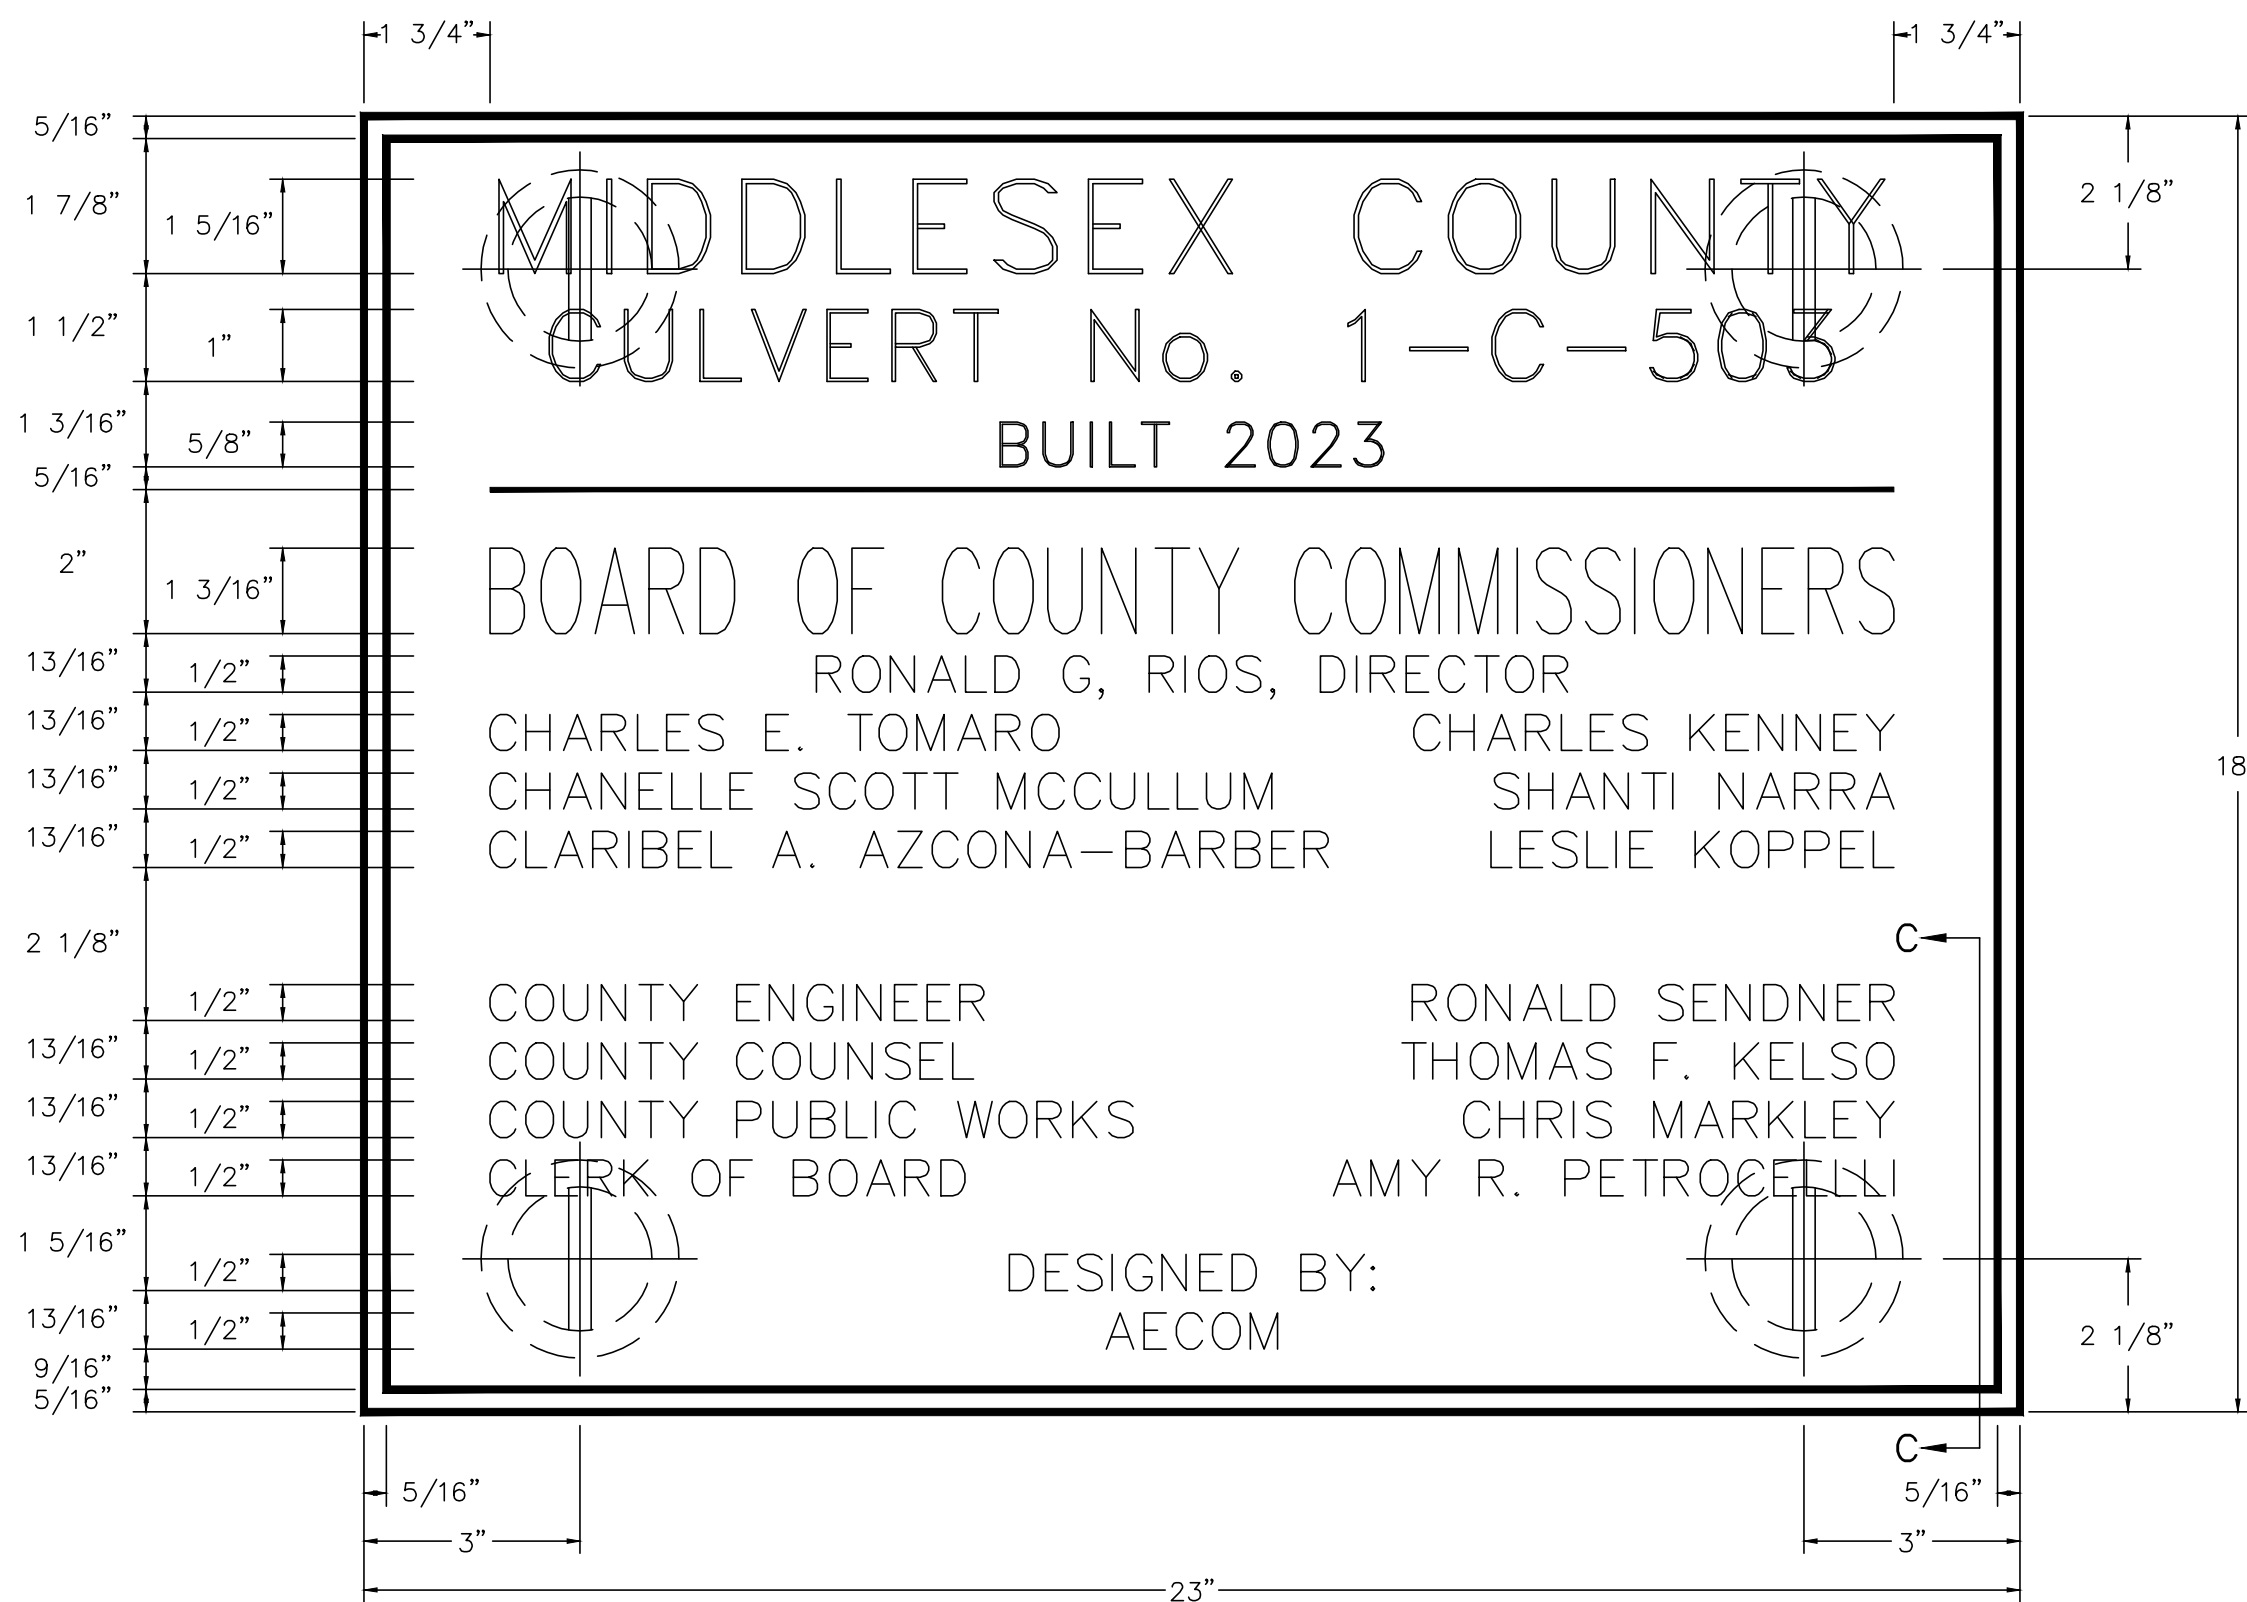 1 3/4" 1 3/4"
5/16"
1 7/8" 1 5/16" MIDDLESEX COUNTY 2 1/8"
1 1/2" 1" CULVERT No. 1-C-503
1 3/16" 5/8" BUILT 2023
5/16"
2" 1 3/16" BOARD OF COUNTY COMMISSIONERS
13/16" 1/2" RONALD G, RIOS, DIRECTOR
13/16" 1/2" CHARLES E. TOMARO CHARLES KENNEY
13/16" 1/2" CHANELLE SCOTT MCCULLUM SHANTI NARRA 18
13/16" 1/2" CLARIBEL A. AZCONA-BARBER LESLIE KOPPEL
2 1/8" C
1/2" COUNTY ENGINEER RONALD SENDNER
13/16" 1/2" COUNTY COUNSEL THOMAS F. KELSO
13/16" 1/2" COUNTY PUBLIC WORKS CHRIS MARKLEY
13/16" 1/2" CLERK OF BOARD AMY R. PETROCELLI
1 5/16" 1/2" DESIGNED BY:
13/16" 1/2" AECOM 2 1/8"
9/16"
5/16"
C
5/16" 5/16"
3" 3"
23"